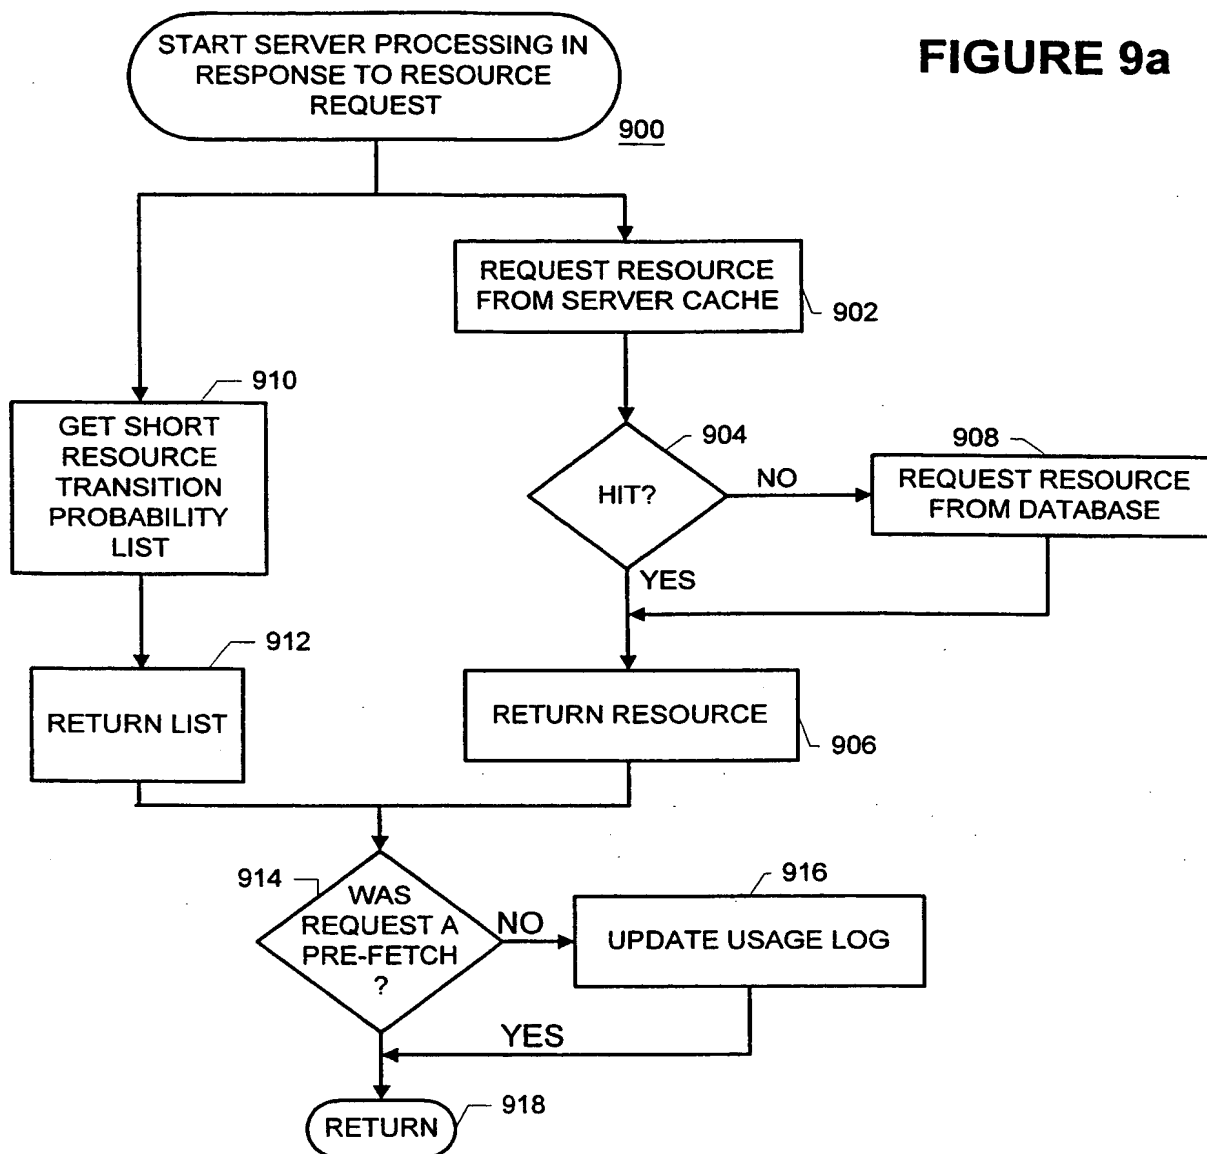 START SERVER PROCESSING IN
RESPONSE TO RESOURCE
REQUEST
FIGURE 9a
900
REQUEST RESOURCE
FROM SERVER CACHE
902
910
GET SHORT
RESOURCE
TRANSITION
PROBABILITY
LIST
904
HIT?
NO
908
REQUEST RESOURCE
FROM DATABASE
YES
912
RETURN LIST
RETURN RESOURCE
906
914
WAS
REQUEST A
PRE-FETCH
?
NO
916
UPDATE USAGE LOG
YES
RETURN
918